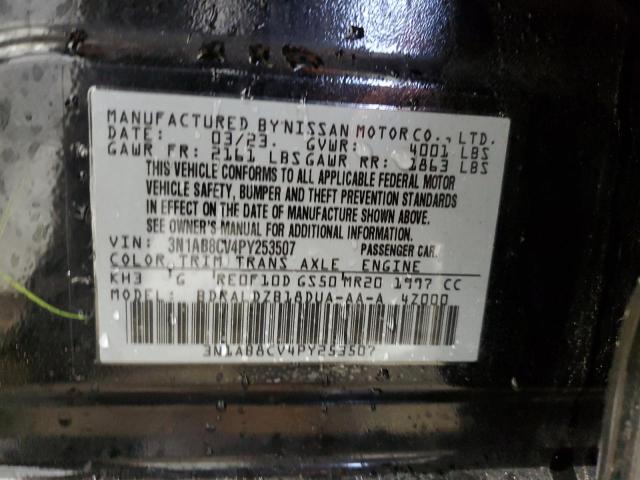 MANUFACTURED BY NISSAN MOTOR CO., LTD.
DATE: 03/23. GVWR: 4001 LBS
GAWR FR: 2161 LBS GAWR RR: 1863 LBS
THIS VEHICLE CONFORMS TO ALL APPLICABLE FEDERAL MOTOR
VEHICLE SAFETY, BUMPER AND THEFT PREVENTION STANDARDS
IN EFFECT ON THE DATE OF MANUFACTURE SHOWN ABOVE.
SEE OWNER'S MANUAL FOR ADDITIONAL INFORMATION.
VIN: 3N1AB8CV4PY253507 PASSENGER CAR
COLOR TRIM TRANS AXLE ENGINE
KH3 G RE0F10D GS50 MR20 1997 CC
MODEL: BDRALDZB18DUA-AA-A 4Z000
3N1AB8CV4PY253507